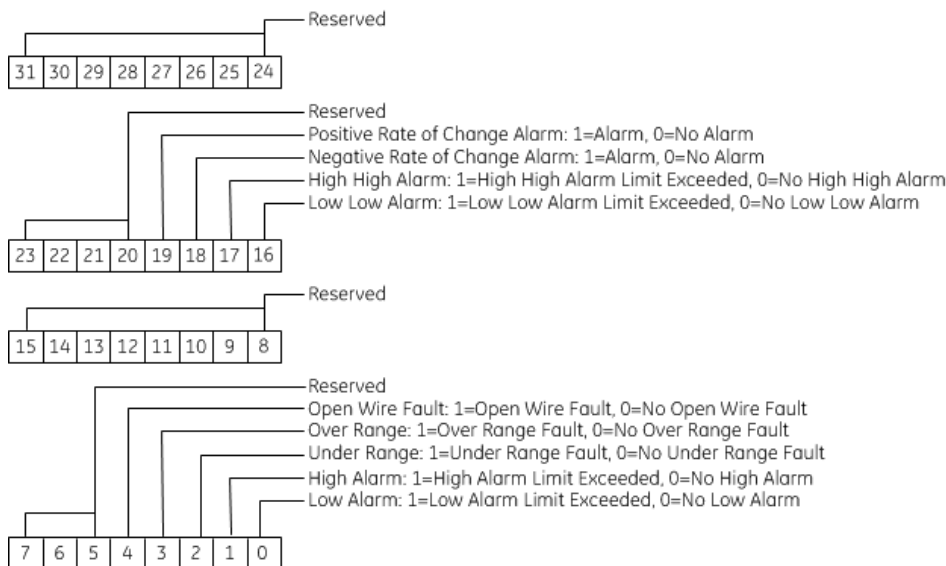 Reserved
31 30 29 28 27 26 25 24
Reserved
Positive Rate of Change Alarm: 1=Alarm, 0=No Alarm
Negative Rate of Change Alarm: 1=Alarm, 0=No Alarm
High High Alarm: 1=High High Alarm Limit Exceeded, 0=No High High Alarm
Low Low Alarm: 1=Low Low Alarm Limit Exceeded, 0=No Low Low Alarm
23 22 21 20 19 18 17 16
Reserved
15 14 13 12 11 10 9 8
Reserved
Open Wire Fault: 1=Open Wire Fault, 0=No Open Wire Fault
Over Range: 1=Over Range Fault, 0=No Over Range Fault
Under Range: 1=Under Range Fault, 0=No Under Range Fault
High Alarm: 1=High Alarm Limit Exceeded, 0=No High Alarm
Low Alarm: 1=Low Alarm Limit Exceeded, 0=No Low Alarm
7 6 5 4 3 2 1 0